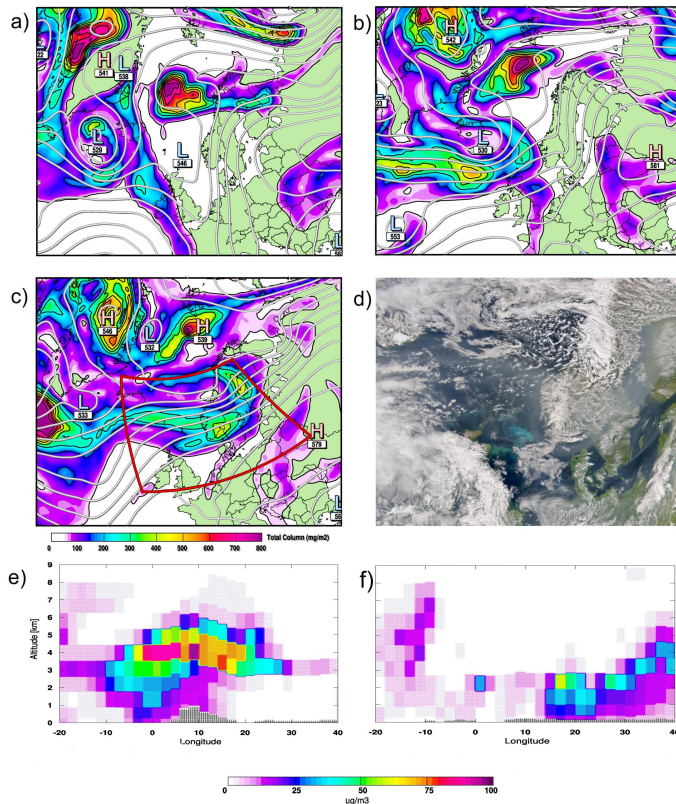 a)
H
541
L
538
L
529
L
546
b)
H
542
L
530
H
581
L
553
c)
H
546
L
532
H
539
L
533
H
579
d)
Total Column (mg/m2)
0 100 200 300 400 500 600 700 800
e)
f)
Altitude [km]
9
8
7
6
5
4
3
2
1
0
-20 -10 0 10 20 30 40
Longitude
-20 -10 0 10 20 30 40
Longitude
0 25 50 75 100
ug/m3